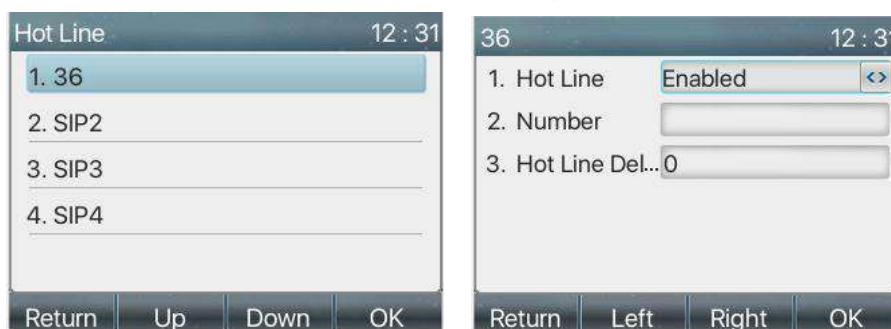 Hot Line 12 : 31
1. 36
2. SIP2
3. SIP3
4. SIP4
Return Up Down OK
36 12 : 31
1. Hot Line Enabled <>
2. Number
3. Hot Line Del... 0
Return Left Right OK